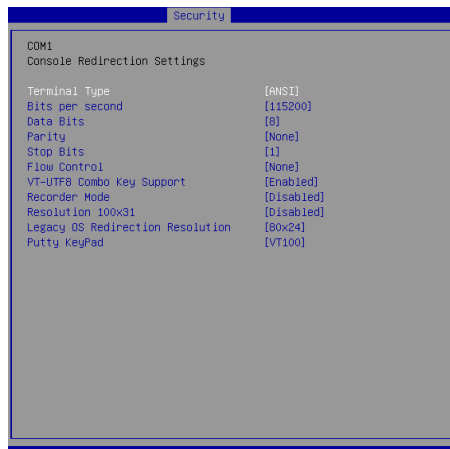 Security
COM1
Console Redirection Settings
Terminal Type [ANSI]
Bits per second [115200]
Data Bits [8]
Parity [None]
Stop Bits [1]
Flow Control [None]
VT-UTF8 Combo Key Support [Enabled]
Recorder Mode [Disabled]
Resolution 100x31 [Disabled]
Legacy OS Redirection Resolution [80x24]
Putty KeyPad [VT100]